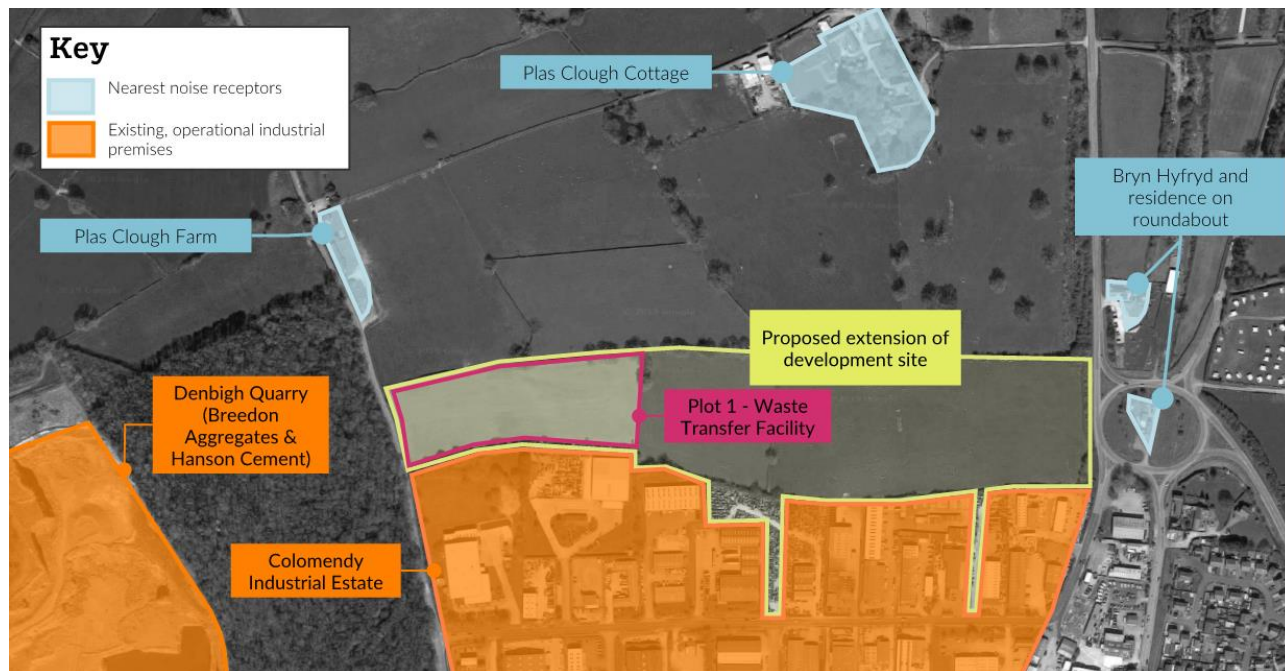 Key
Nearest noise receptors
Existing, operational industrial
premises
Plas Clough Cottage
Bryn Hyfryd and
residence on
roundabout
Plas Clough Farm
Proposed extension of
development site
Denbigh Quarry
(Breedon
Aggregates &
Hanson Cement)
Plot 1 - Waste
Transfer Facility
Colomendy
Industrial Estate